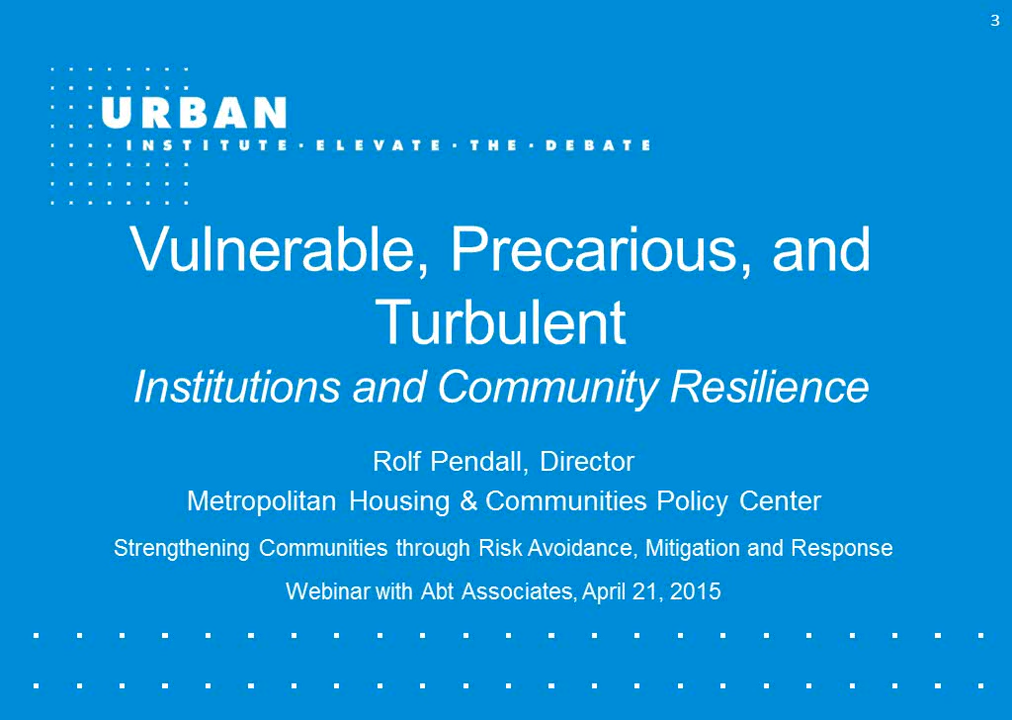 3
URBAN
INSTITUTE · ELEVATE · THE · DEBATE
Vulnerable, Precarious, and
Turbulent
Institutions and Community Resilience
Rolf Pendall, Director
Metropolitan Housing & Communities Policy Center
Strengthening Communities through Risk Avoidance, Mitigation and Response
Webinar with Abt Associates, April 21, 2015